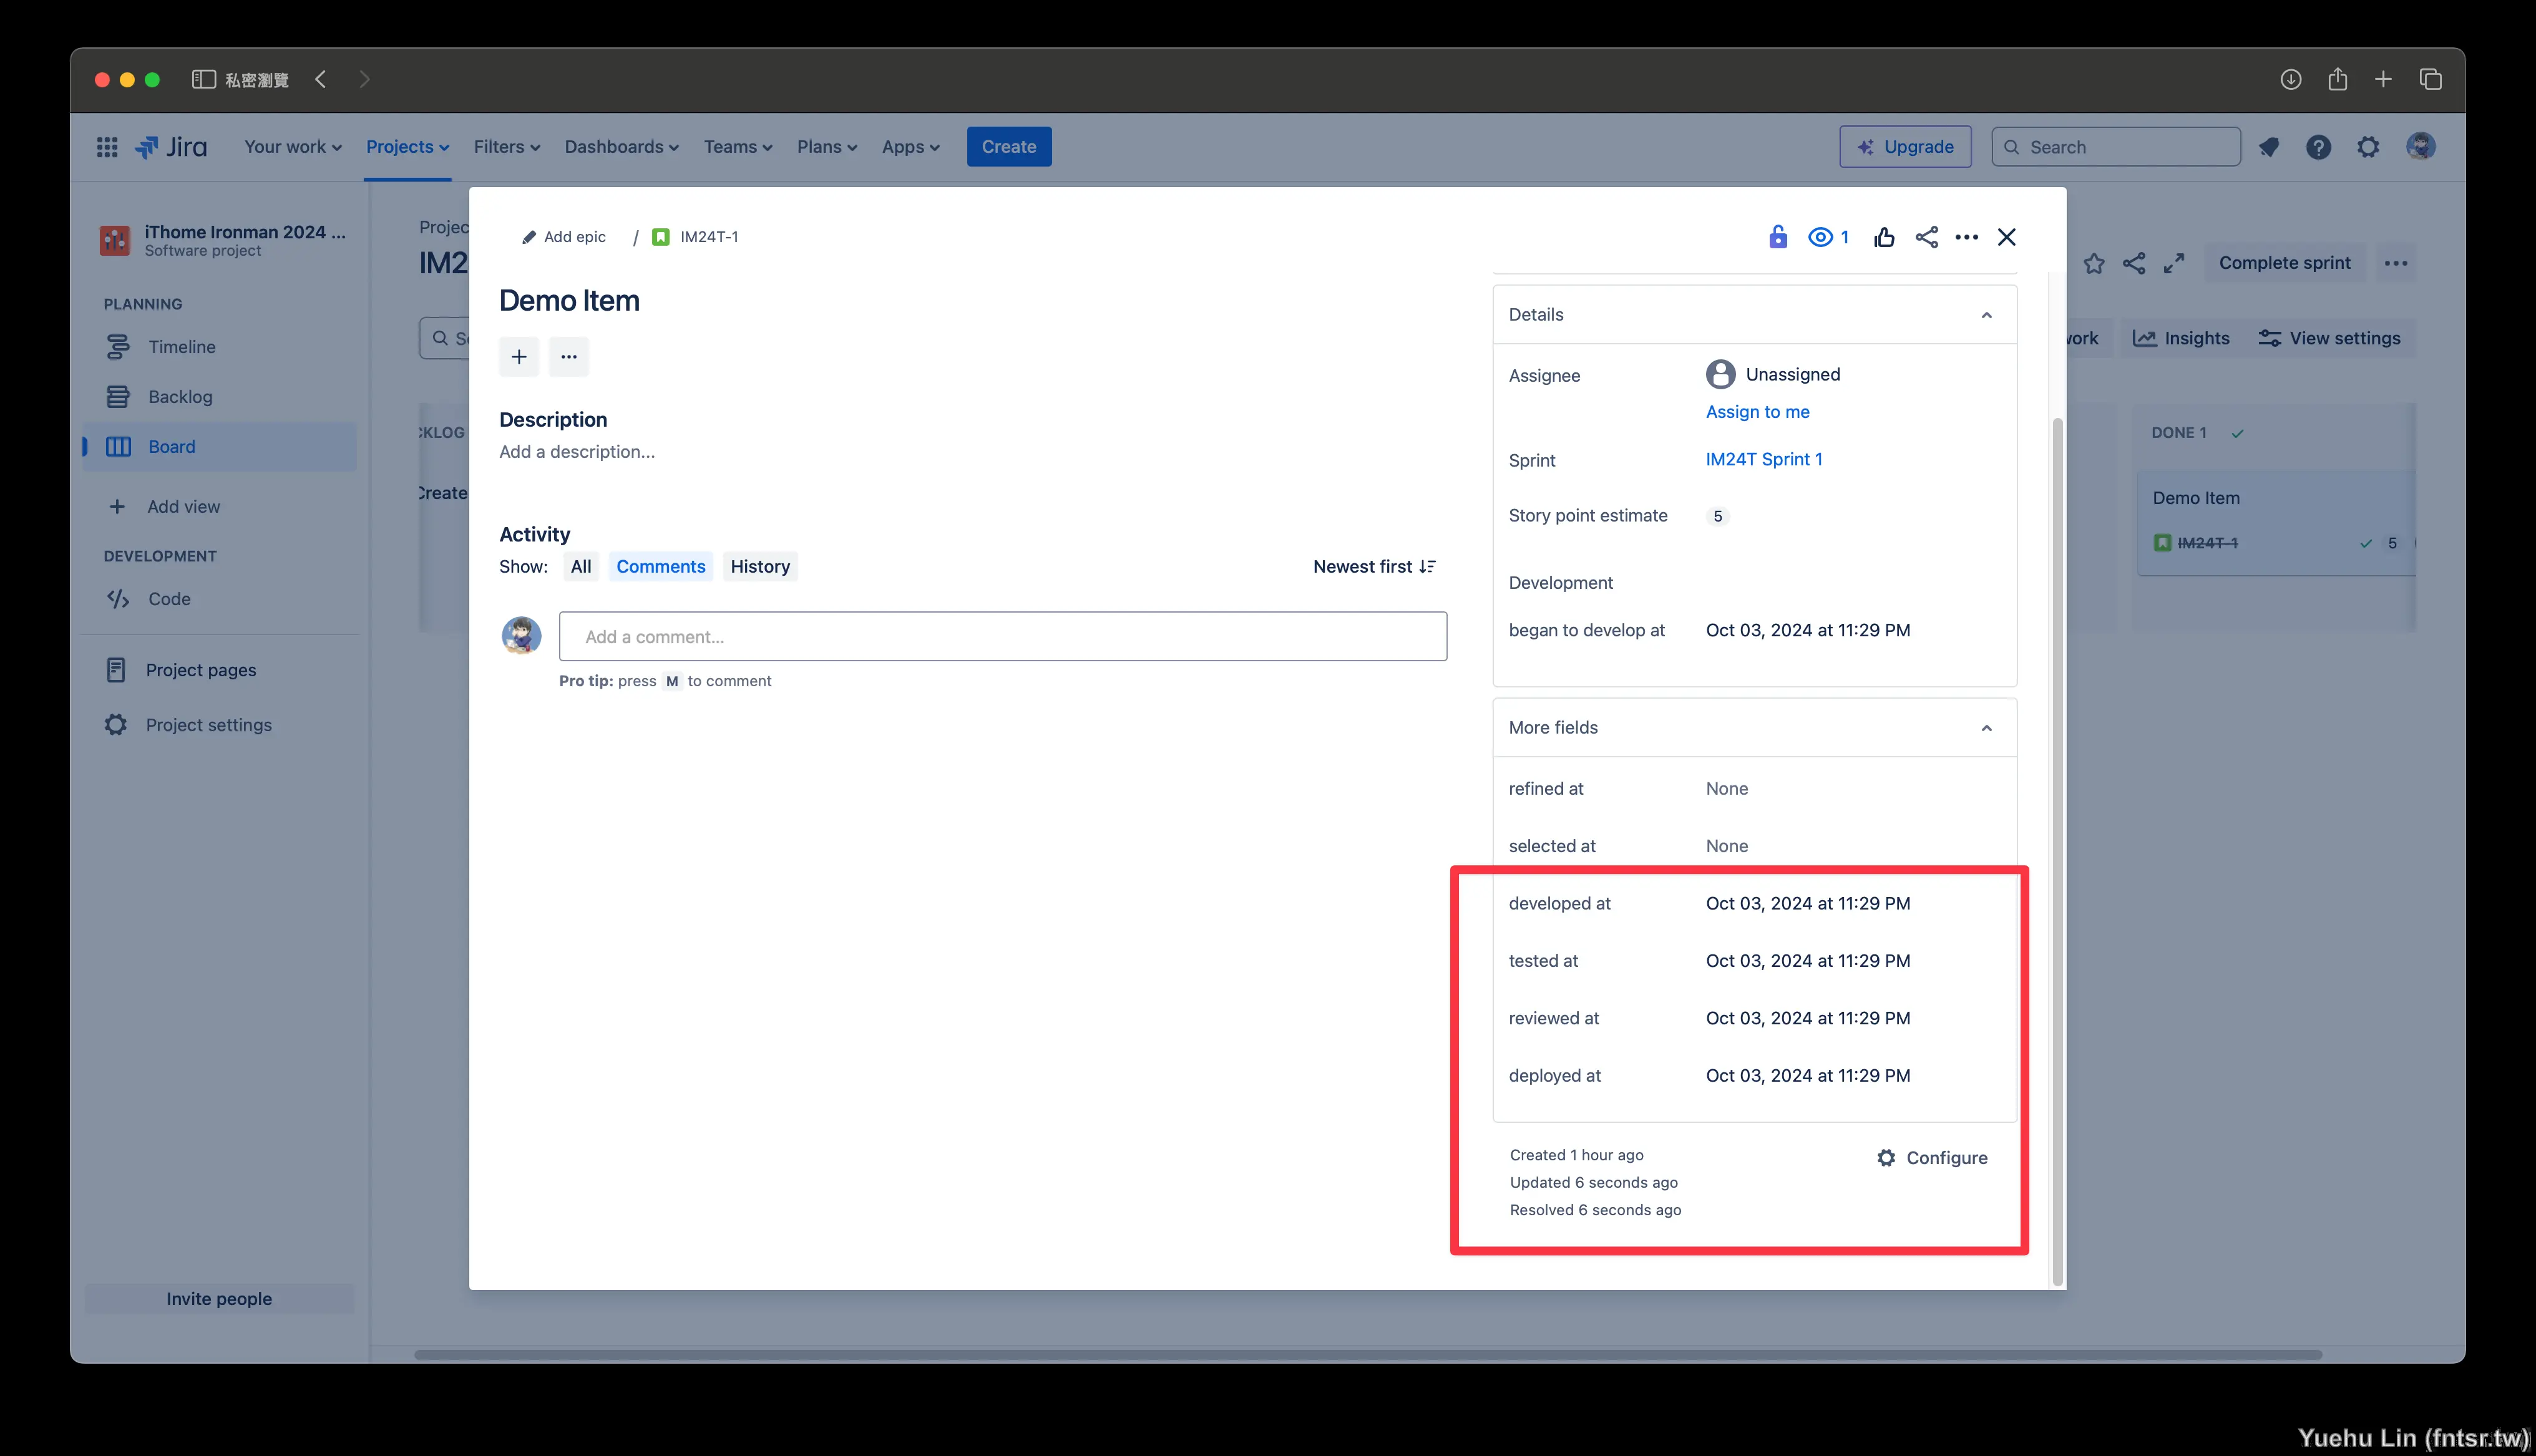 私密瀏覽
Jira Your work Projects Filters Dashboards Teams Plans Apps Create Upgrade Search
iThome Ironman 2024 ...
Software project
PLANNING
Timeline
Backlog
Board
Add view
DEVELOPMENT
Code
Project pages
Project settings
Invite people
Projec
IM2
CKLOG
Create
Add epic / IM24T-1
1
Demo Item
Description
Add a description...
Activity
Show: All Comments History Newest first
Add a comment...
Pro tip: press M to comment
Details
Assignee Unassigned
Assign to me
Sprint IM24T Sprint 1
Story point estimate 5
Development
began to develop at Oct 03, 2024 at 11:29 PM
More fields
refined at None
selected at None
developed at Oct 03, 2024 at 11:29 PM
tested at Oct 03, 2024 at 11:29 PM
reviewed at Oct 03, 2024 at 11:29 PM
deployed at Oct 03, 2024 at 11:29 PM
Created 1 hour ago
Configure
Updated 6 seconds ago
Resolved 6 seconds ago
Complete sprint
Insights View settings
DONE 1
Demo Item
IM24T-1 5
Yuehu Lin (fntsr.tw)